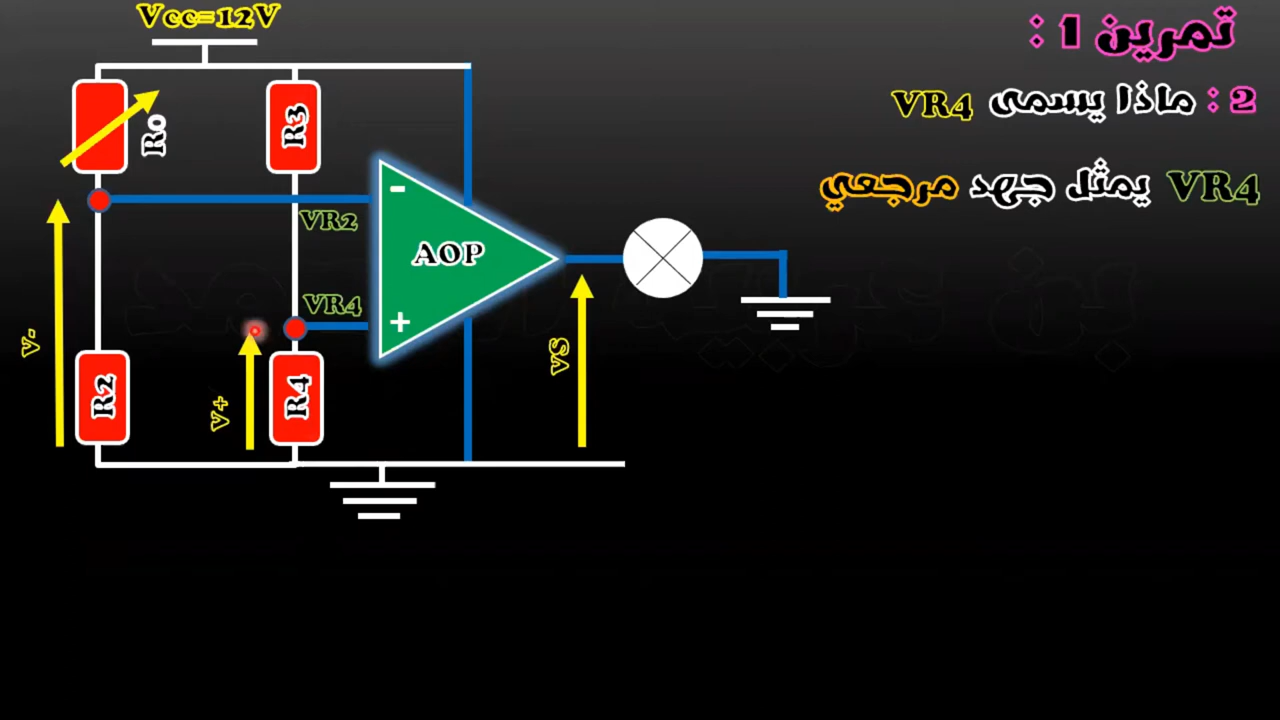 Vcc=12V
تمرين 1 :
2 : ماذا يسمى VR4
VR4 يمثل جهد مرجعي
R0
R3
-
VR2
AOP
VR4
+
V-
V+
VS
R2
R4